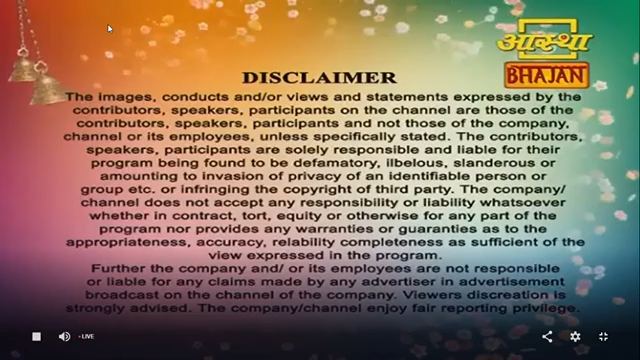 आस्था
BHAJAN
DISCLAIMER
The images, conducts and/or views and statements expressed by the
contributors, speakers, participants on the channel are those of the
contributors, speakers, participants and not those of the company,
channel or its employees, unless specifically stated. The contributors,
speakers, participants are solely responsible and liable for their
program being found to be defamatory, ilbelous, slanderous or
amounting to invasion of privacy of an identifiable person or
group etc. or infringing the copyright of third party. The company/
channel does not accept any responsibility or liability whatsoever
whether in contract, tort, equity or otherwise for any part of the
program nor provides any warranties or guaranties as to the
appropriateness, accuracy, relability completeness as sufficient of the
view expressed in the program.
Further the company and/ or its employees are not responsible
or liable for any claims made by any advertiser in advertisement
broadcast on the channel of the company. Viewers discreation is
strongly advised. The company/channel enjoy fair reporting privilege.
LIVE